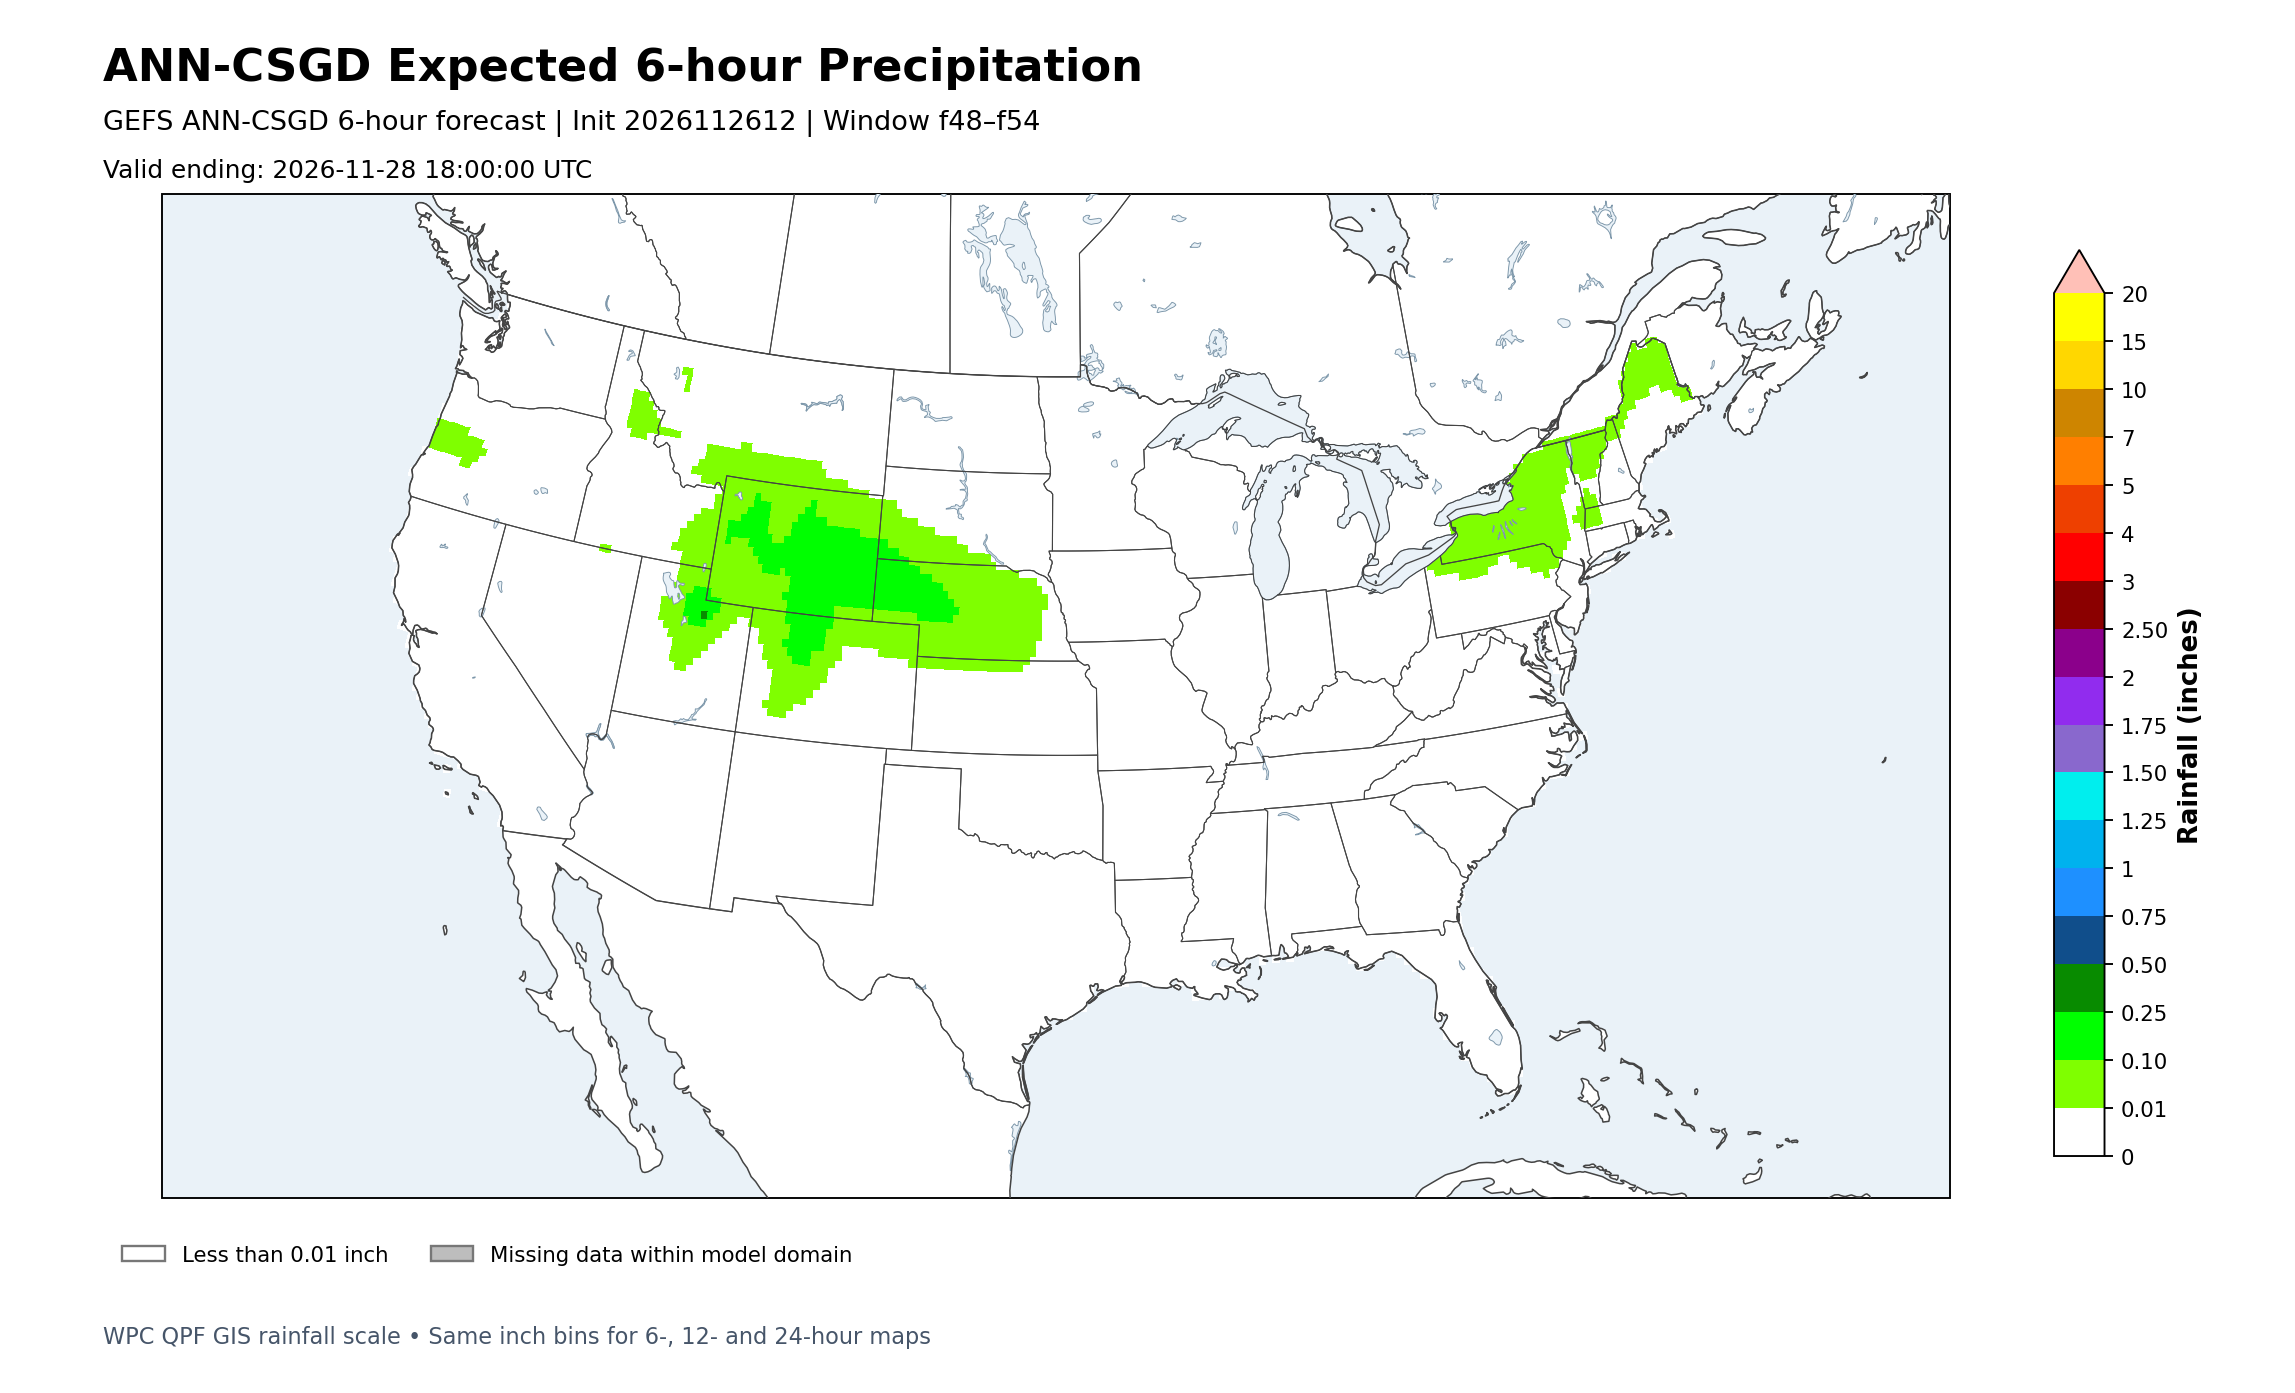 ANN-CSGD Expected 6-hour Precipitation
GEFS ANN-CSGD 6-hour forecast | Init 2026112612 | Window f48–f54
Valid ending: 2026-11-28 18:00:00 UTC
20
15
10
7
5
4
3
2.50
2
1.75
1.50
1.25
1
0.75
0.50
0.25
0.10
0.01
0
Rainfall (inches)
Less than 0.01 inch
Missing data within model domain
WPC QPF GIS rainfall scale • Same inch bins for 6-, 12- and 24-hour maps